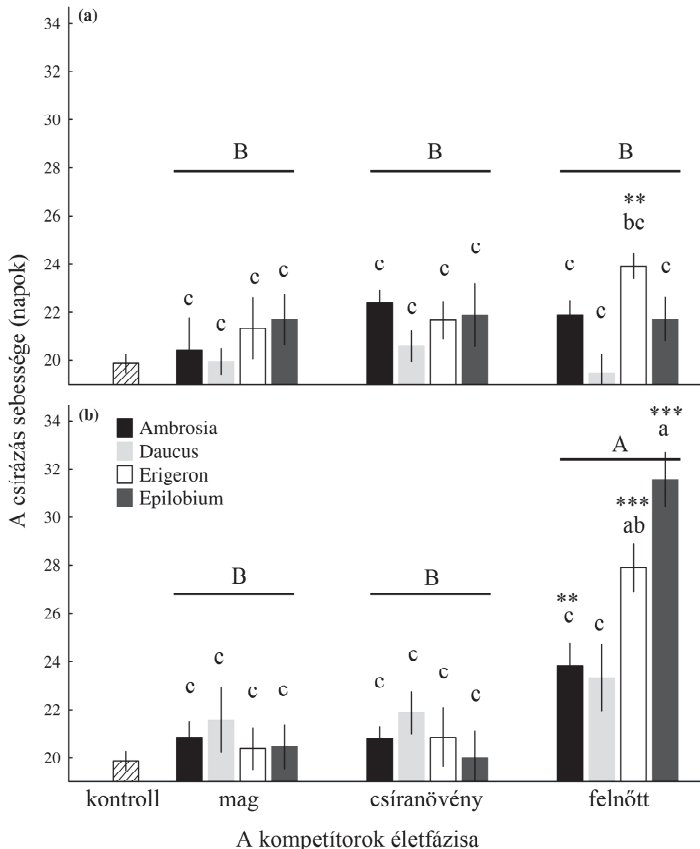 (a)
34
32
30
28
26
24
22
20
B
B
B
**
bc
c
c
c
c
c
c
c
c
c
c
c
A csírázás sebessége (napok)
(b)
34
32
30
28
26
24
22
20
Ambrosia
Daucus
Erigeron
Epilobium
***
a
A
***
ab
B
B
**
c
c
c
c
c
c
c
c
c
c
kontroll mag csíranövény felnőtt
A kompetítorok életfázisa